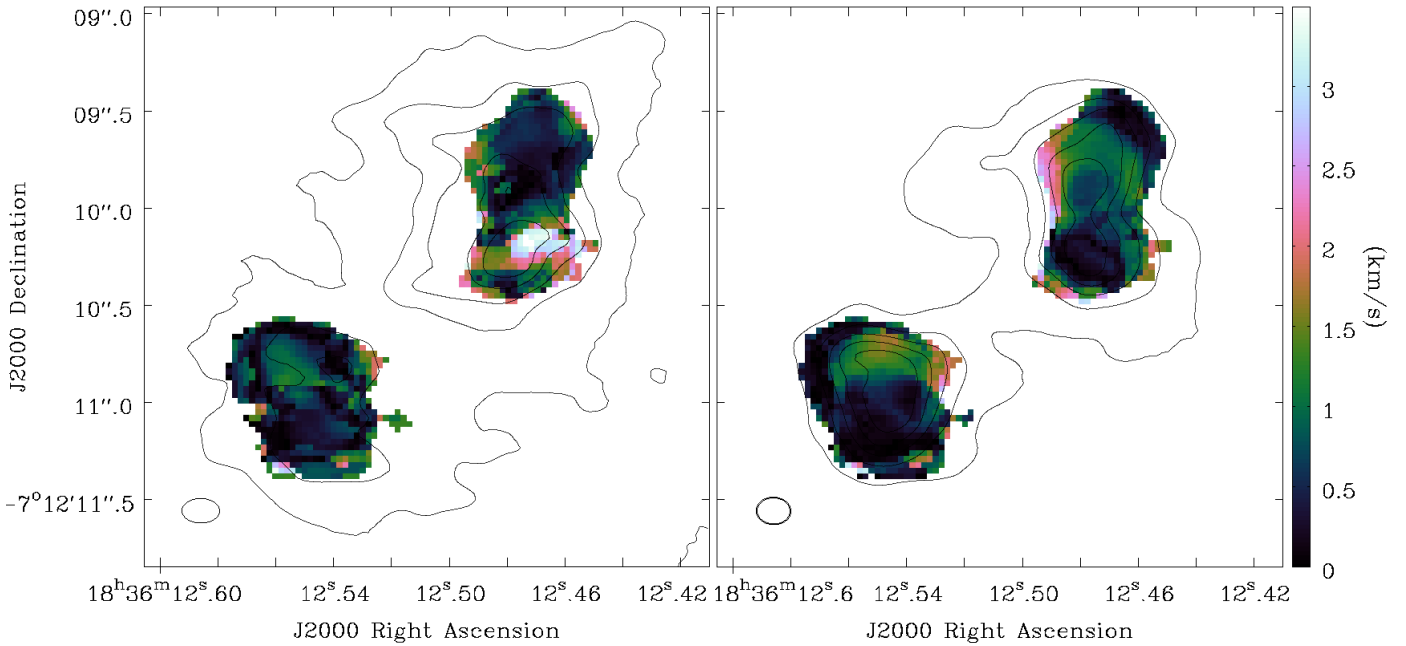 09".0
09".5
10".0
10".5
11".0
-7°12'11".5
J2000 Declination
18ʰ36ᵐ12ˢ.60 12ˢ.54 12ˢ.50 12ˢ.46 12ˢ.42
J2000 Right Ascension
18ʰ36ᵐ12ˢ.6 12ˢ.54 12ˢ.50 12ˢ.46 12ˢ.42
J2000 Right Ascension
3
2.5
2
1.5
1
0.5
0
(km/s)